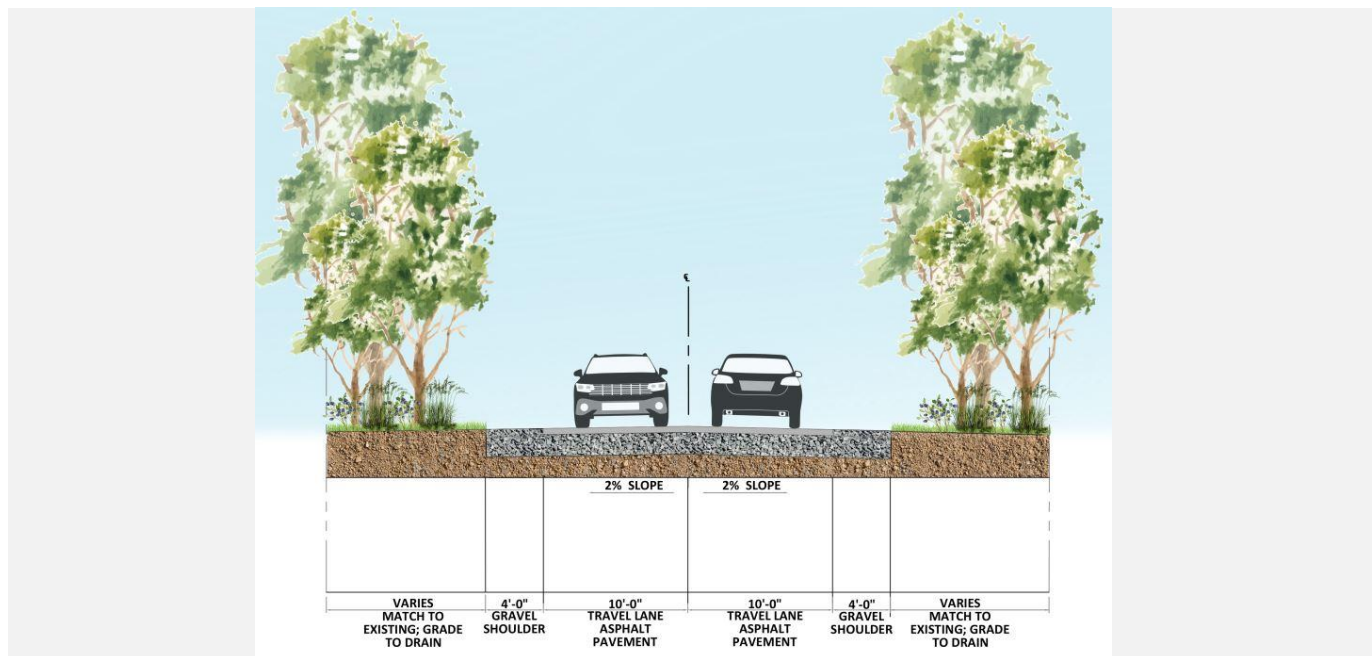 ℄
2% SLOPE
2% SLOPE
VARIES
MATCH TO
EXISTING; GRADE
TO DRAIN
4'-0"
GRAVEL
SHOULDER
10'-0"
TRAVEL LANE
ASPHALT
PAVEMENT
10'-0"
TRAVEL LANE
ASPHALT
PAVEMENT
4'-0"
GRAVEL
SHOULDER
VARIES
MATCH TO
EXISTING; GRADE
TO DRAIN